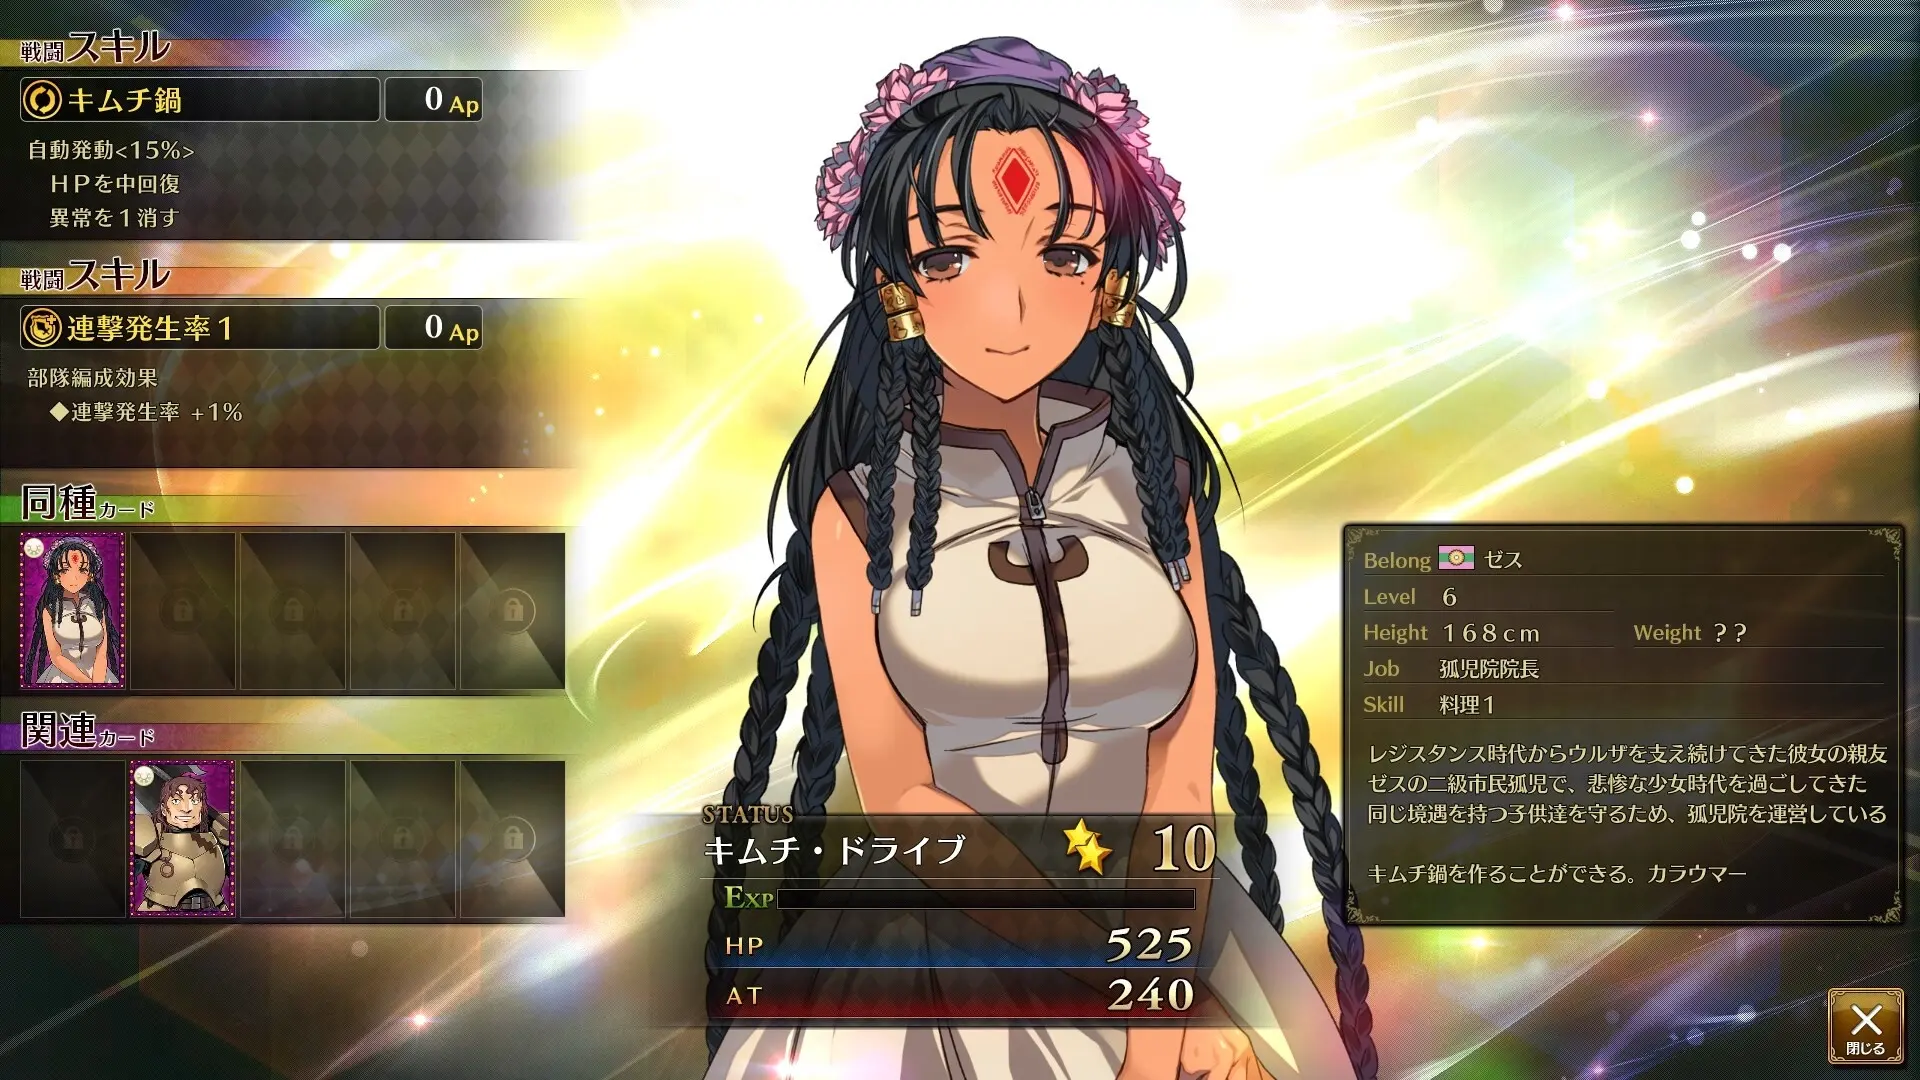 戦闘スキル
キムチ鍋 0 Ap
自動発動<15%>
HPを中回復
異常を1消す
戦闘スキル
連撃発生率1 0 Ap
部隊編成効果
◆連撃発生率 +1%
同種カード
関連カード
STATUS
キムチ・ドライブ 10
EXP
HP 525
AT 240
Belong ゼス
Level 6
Height 168cm Weight ??
Job 孤児院院長
Skill 料理1
レジスタンス時代からウルザを支え続けてきた彼女の親友
ゼスの二級市民孤児で、悲惨な少女時代を過ごしてきた
同じ境遇を持つ子供達を守るため、孤児院を運営している
キムチ鍋を作ることができる。カラウマー
閉じる